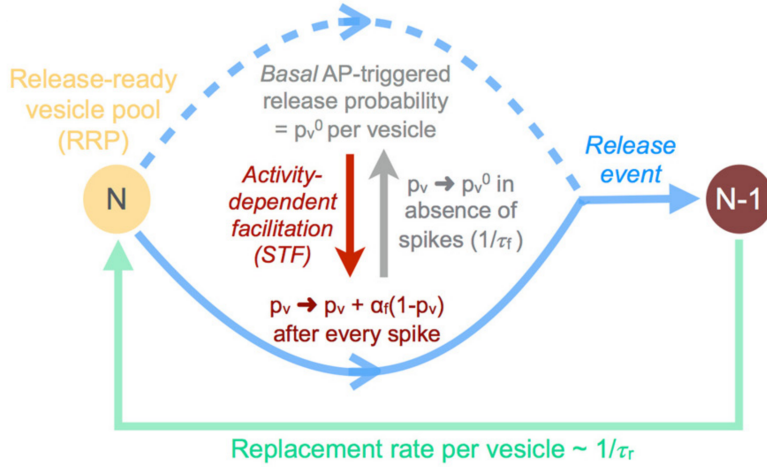 Release-ready
vesicle pool
(RRP)
N
Basal AP-triggered
release probability
= pᵥ⁰ per vesicle
Activity-
dependent
facilitation
(STF)
pᵥ → pᵥ⁰ in
absence of
spikes (1/τf)
pᵥ → pᵥ + αf(1-pᵥ)
after every spike
Release
event
N-1
Replacement rate per vesicle ~ 1/τr